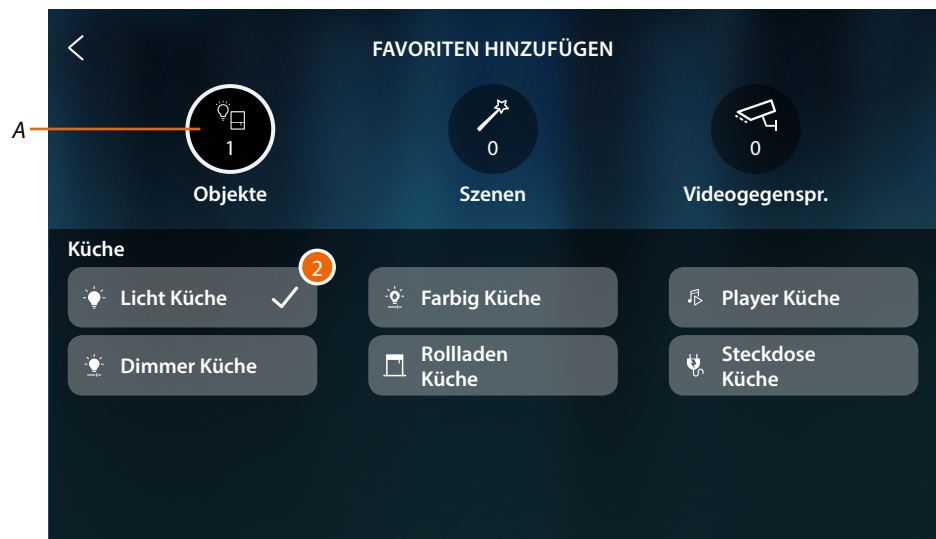 FAVORITEN HINZUFÜGEN
A
1
0
0
Objekte
Szenen
Videogegenspr.
Küche
2
Licht Küche
Farbig Küche
Player Küche
Dimmer Küche
Rollladen
Küche
Steckdose
Küche